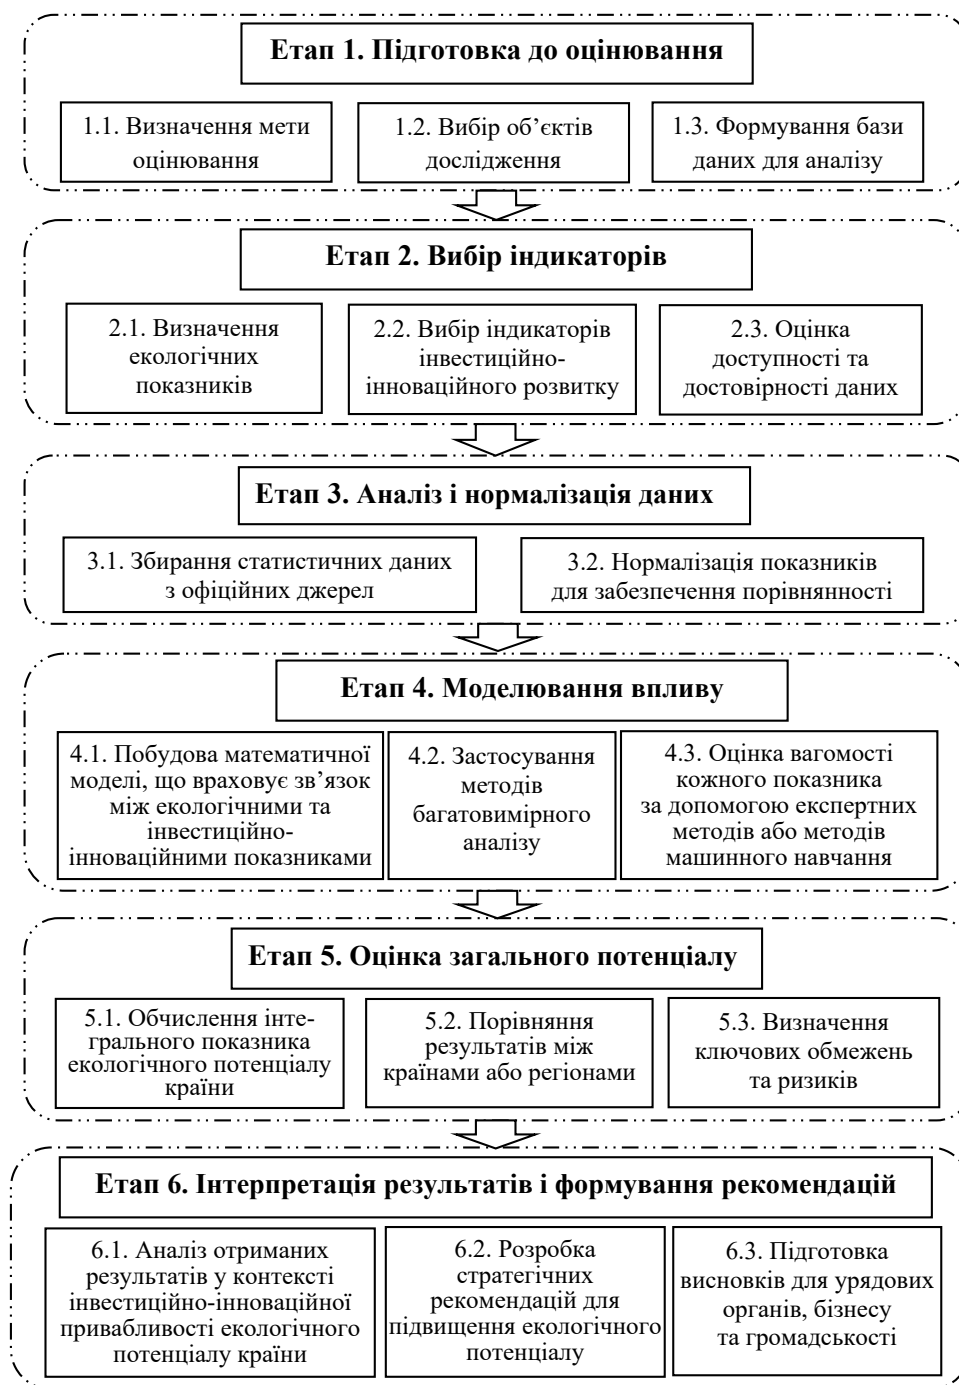 Етап 1. Підготовка до оцінювання
1.1. Визначення мети
оцінювання
1.2. Вибір об’єктів
дослідження
1.3. Формування бази
даних для аналізу
Етап 2. Вибір індикаторів
2.1. Визначення
екологічних
показників
2.2. Вибір індикаторів
інвестиційно-
інноваційного розвитку
2.3. Оцінка
доступності та
достовірності даних
Етап 3. Аналіз і нормалізація даних
3.1. Збирання статистичних даних
з офіційних джерел
3.2. Нормалізація показників
для забезпечення порівнянності
Етап 4. Моделювання впливу
4.1. Побудова математичної
моделі, що враховує зв’язок
між екологічними та
інвестиційно-
інноваційними показниками
4.2. Застосування
методів
багатовимірного
аналізу
4.3. Оцінка вагомості
кожного показника
за допомогою експертних
методів або методів
машинного навчання
Етап 5. Оцінка загального потенціалу
5.1. Обчислення інте-
грального показника
екологічного потенціалу
країни
5.2. Порівняння
результатів між
країнами або регіонами
5.3. Визначення
ключових обмежень
та ризиків
Етап 6. Інтерпретація результатів і формування рекомендацій
6.1. Аналіз отриманих
результатів у контексті
інвестиційно-інноваційної
привабливості екологічного
потенціалу країни
6.2. Розробка
стратегічних
рекомендацій для
підвищення екологічного
потенціалу
6.3. Підготовка
висновків для урядових
органів, бізнесу
та громадськості